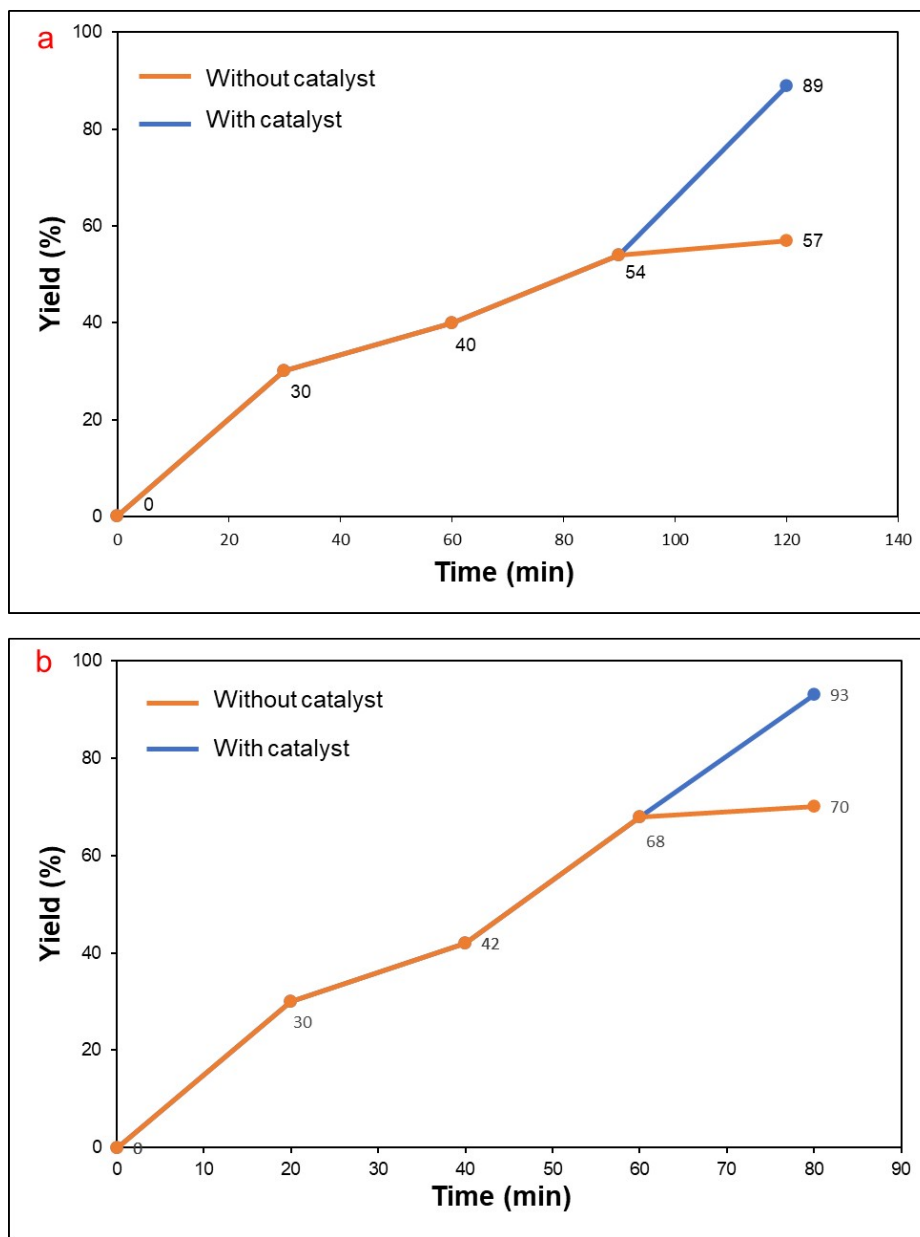 a
100
80
60
40
20
0
Yield (%)
Without catalyst
With catalyst
89
57
54
40
30
0
0 20 40 60 80 100 120 140
Time (min)
b
100
80
60
40
20
0
Yield (%)
Without catalyst
With catalyst
93
70
68
42
30
0
0 10 20 30 40 50 60 70 80 90
Time (min)